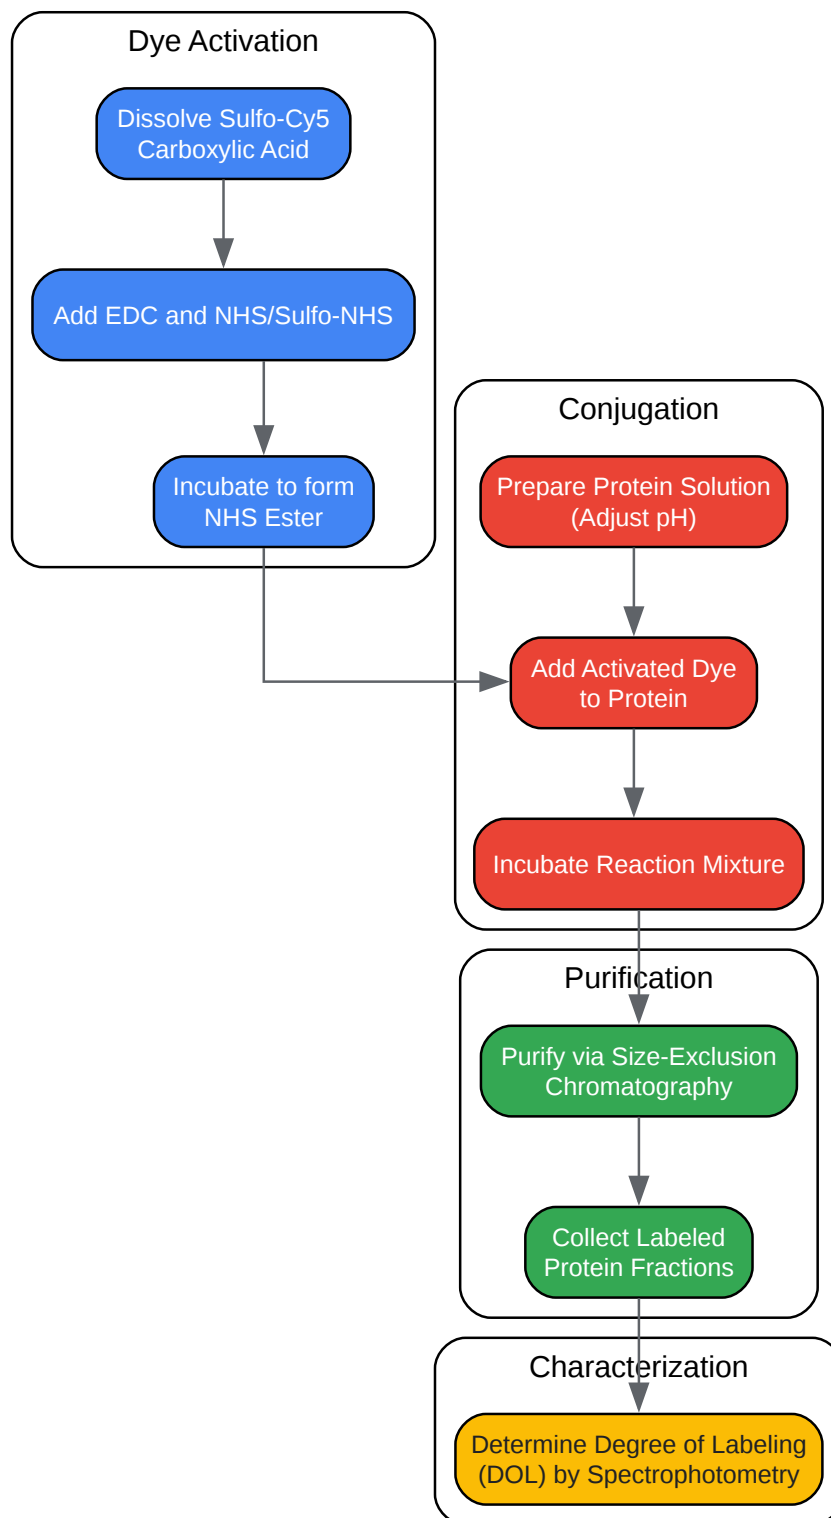 Dye Activation
Dissolve Sulfo-Cy5
Carboxylic Acid
Add EDC and NHS/Sulfo-NHS
Incubate to form
NHS Ester
Conjugation
Prepare Protein Solution
(Adjust pH)
Add Activated Dye
to Protein
Incubate Reaction Mixture
Purification
Purify via Size-Exclusion
Chromatography
Collect Labeled
Protein Fractions
Characterization
Determine Degree of Labeling
(DOL) by Spectrophotometry